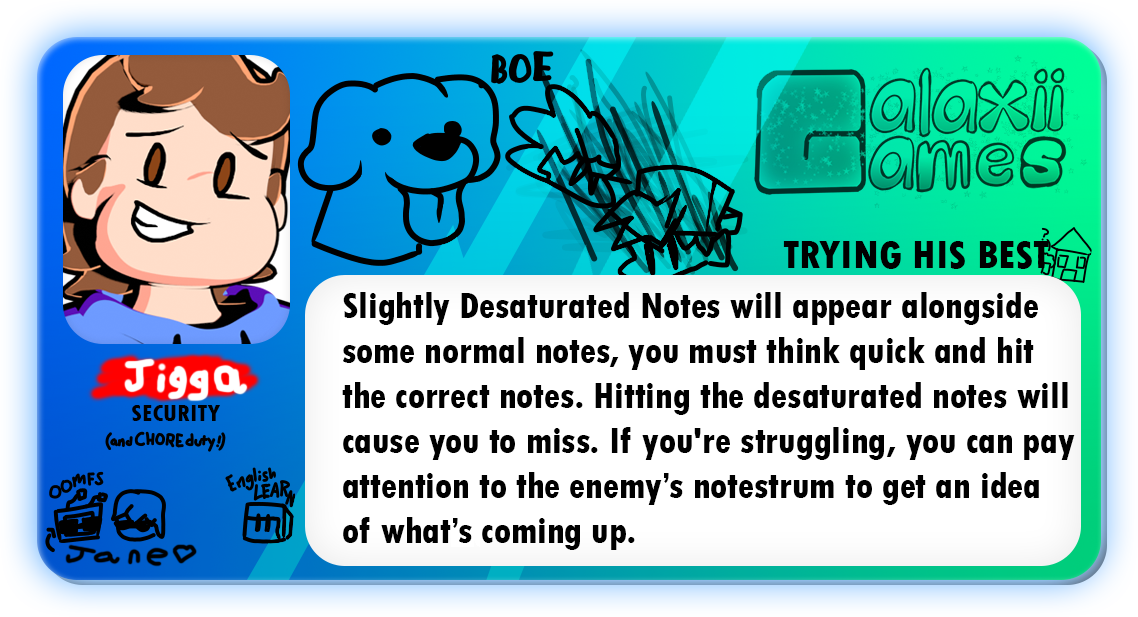 BOE
Galaxii
Games
TRYING HIS BEST
Slightly Desaturated Notes will appear alongside
some normal notes, you must think quick and hit
the correct notes. Hitting the desaturated notes will
cause you to miss. If you're struggling, you can pay
attention to the enemy’s notestrum to get an idea
of what’s coming up.
Jigga
SECURITY
(and CHORE duty!)
OOMFS
Jane
English
LEARN